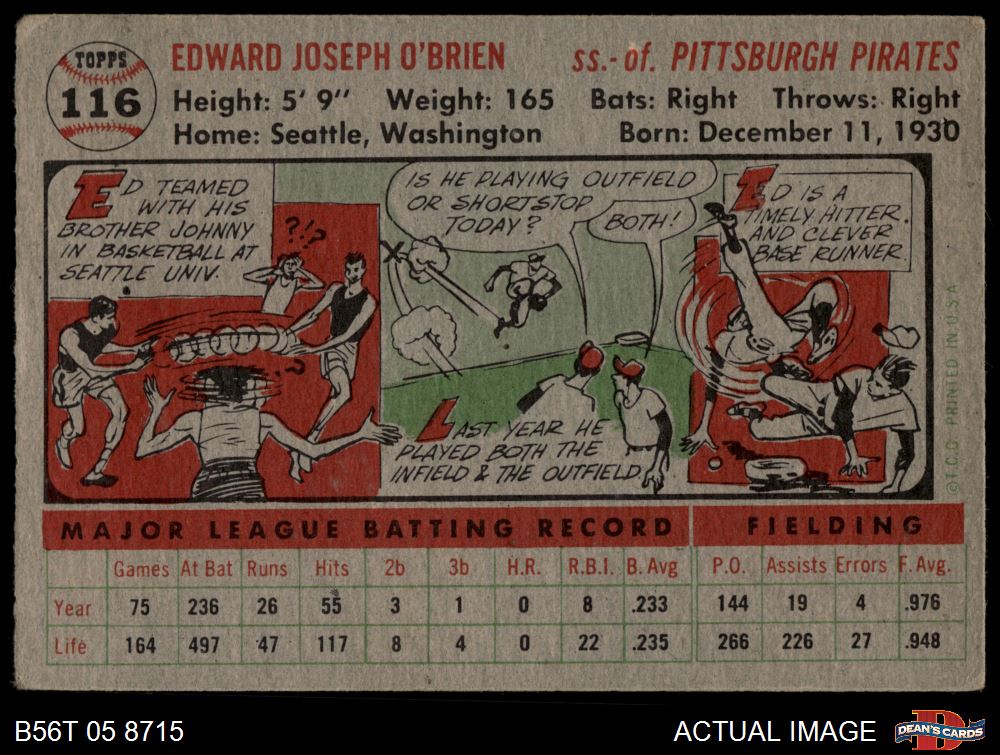 TOPPS
116
EDWARD JOSEPH O'BRIEN
ss.-of. PITTSBURGH PIRATES
Height: 5' 9" Weight: 165 Bats: Right Throws: Right
Home: Seattle, Washington Born: December 11, 1930
ED TEAMED
WITH HIS
BROTHER JOHNNY
IN BASKETBALL AT
SEATTLE UNIV.
?!?
?
IS HE PLAYING OUTFIELD
OR SHORTSTOP
TODAY?
BOTH!
X
LAST YEAR HE
PLAYED BOTH THE
INFIELD & THE OUTFIELD
ED IS A
TIMELY HITTER
AND CLEVER
BASE RUNNER.
©T.C.G. PRINTED IN U.S.A.
MAJOR LEAGUE BATTING RECORD FIELDING
Games At Bat Runs Hits 2b 3b H.R. R.B.I. B. Avg P.O. Assists Errors F. Avg.
Year 75 236 26 55 3 1 0 8 .233 144 19 4 .976
Life 164 497 47 117 8 4 0 22 .235 266 226 27 .948
B56T 05 8715
ACTUAL IMAGE
DEAN'S CARDS